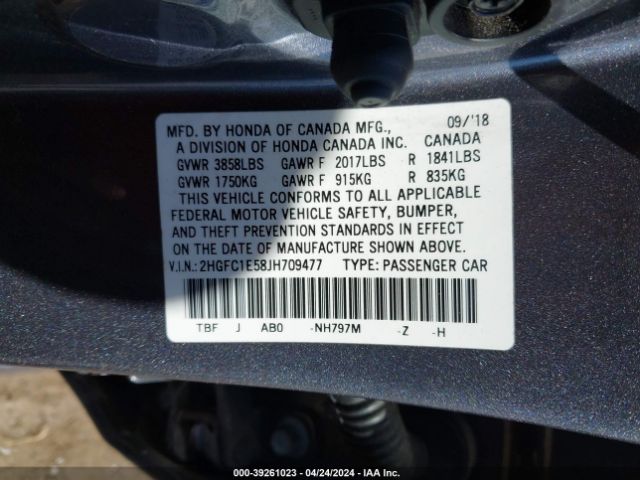 MFD. BY HONDA OF CANADA MFG., 09/'18
A DIVISION OF HONDA CANADA INC. CANADA
GVWR 3858LBS GAWR F 2017LBS R 1841LBS
GVWR 1750KG GAWR F 915KG R 835KG
THIS VEHICLE CONFORMS TO ALL APPLICABLE
FEDERAL MOTOR VEHICLE SAFETY, BUMPER,
AND THEFT PREVENTION STANDARDS IN EFFECT
ON THE DATE OF MANUFACTURE SHOWN ABOVE.
V.I.N.: 2HGFC1E58JH709477 TYPE: PASSENGER CAR
TBF J AB0 -NH797M -Z -H
000-39261023 - 04/24/2024 - IAA Inc.